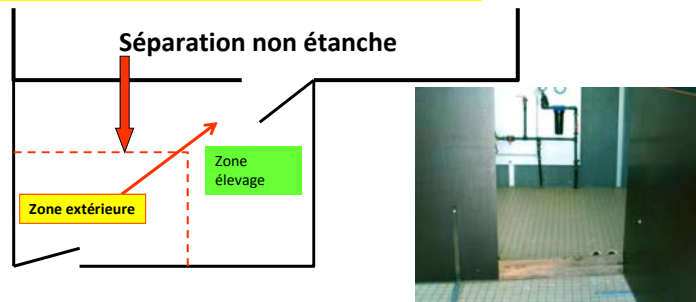 Séparation non étanche
Zone
élevage
Zone extérieure